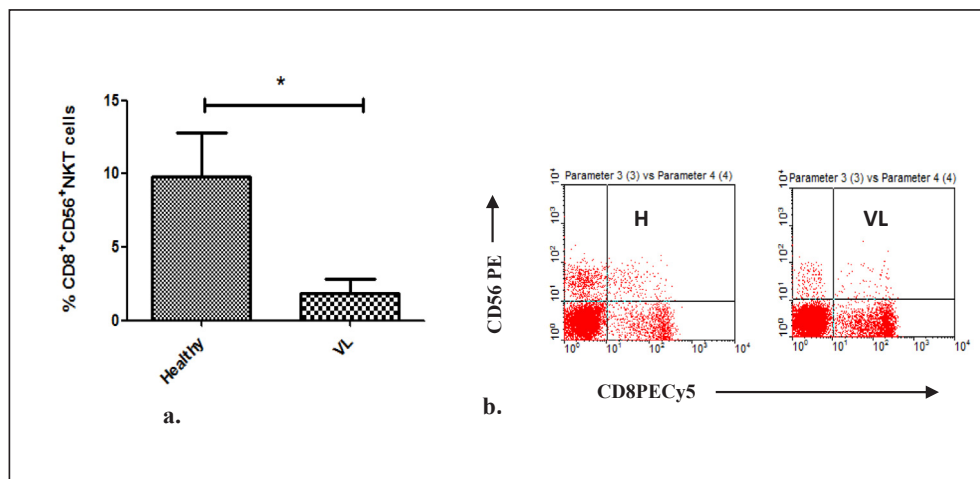 *
% CD8⁺CD56⁺NKT cells
15
10
5
0
Healthy
VL
a.
CD56 PE
Parameter 3 (3) vs Parameter 4 (4)
H
10⁴
10³
10²
10¹
10⁰
10⁰ 10¹ 10² 10³ 10⁴
Parameter 3 (3) vs Parameter 4 (4)
VL
10⁴
10³
10²
10¹
10⁰
10⁰ 10¹ 10² 10³ 10⁴
b.
CD8PECy5